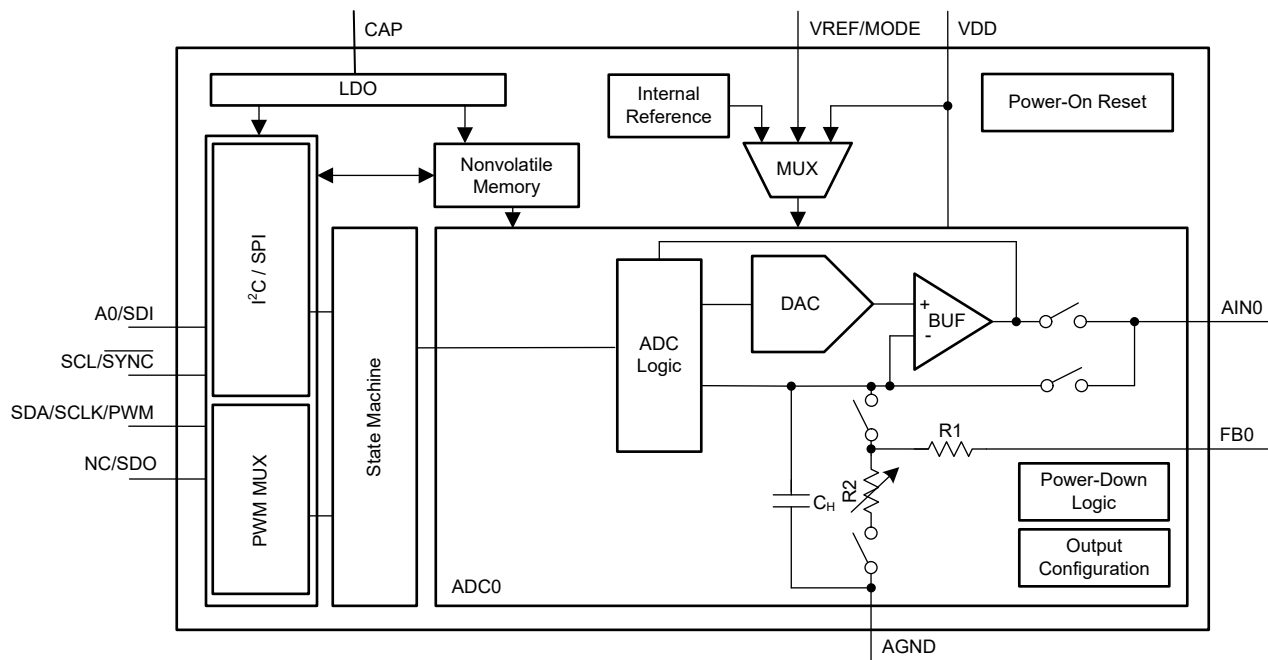 CAP
VREF/MODE
VDD
LDO
Internal
Reference
Power-On Reset
MUX
Nonvolatile
Memory
I²C / SPI
PWM MUX
State Machine
A0/SDI
SCL/SYNC
SDA/SCLK/PWM
NC/SDO
ADC
Logic
DAC
+
BUF
-
AIN0
R1
FB0
R2
CH
Power-Down
Logic
Output
Configuration
ADC0
AGND